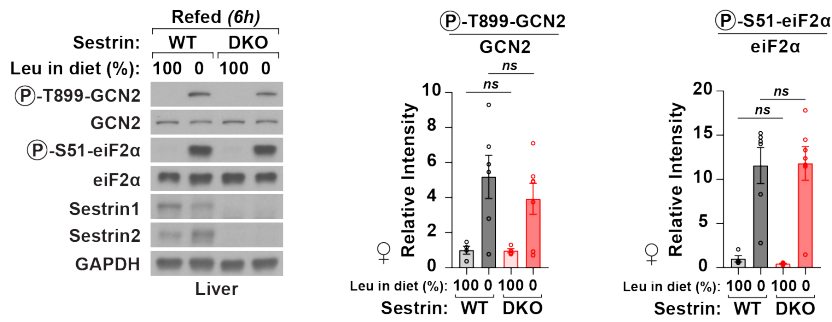 Refed (6h)
Sestrin: WT DKO
Leu in diet (%): 100 0 100 0
Ⓟ-T899-GCN2
GCN2
Ⓟ-S51-eiF2α
eiF2α
Sestrin1
Sestrin2
GAPDH
Liver
Ⓟ-T899-GCN2
GCN2
ns
ns
10
8
6
4
2
0
Relative Intensity
♀
Leu in diet (%): 100 0 100 0
Sestrin: WT DKO
Ⓟ-S51-eiF2α
eiF2α
ns
ns
20
15
10
5
0
Relative Intensity
♀
Leu in diet (%): 100 0 100 0
Sestrin: WT DKO